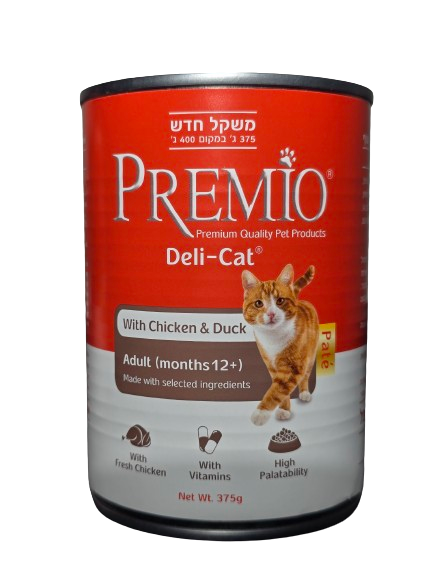 משקל חדש
375 ג' במקום 400 ג'
PREMIO®
Premium Quality Pet Products
Deli-Cat®
With Chicken & Duck
Paté
Adult (months 12+)
Made with selected ingredients
With
Fresh Chicken
With
Vitamins
High
Palatability
Net Wt. 375g